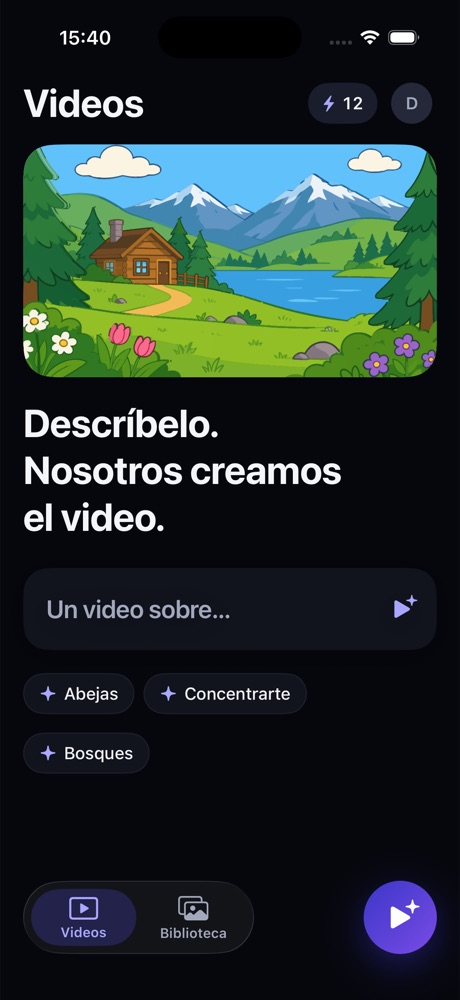 15:40
Videos
12
D
Descríbelo.
Nosotros creamos
el video.
Un video sobre...
Abejas
Concentrarte
Bosques
Videos
Biblioteca